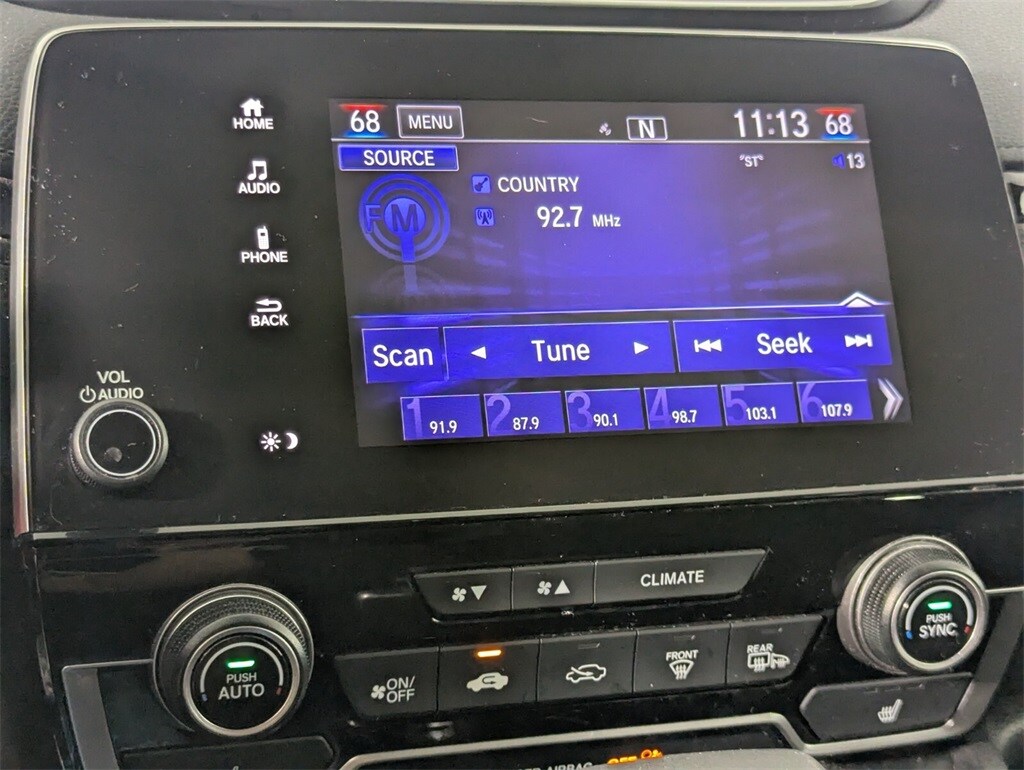 68 MENU N 11:13 68
SOURCE "ST" 13
FM COUNTRY
92.7 MHz
Scan Tune Seek
1 91.9 2 87.9 3 90.1 4 98.7 5 103.1 6 107.9
HOME
AUDIO
PHONE
BACK
VOL
AUDIO
CLIMATE
PUSH
AUTO
ON/
OFF
FRONT
REAR
PUSH
SYNC
AIRBAG OFF